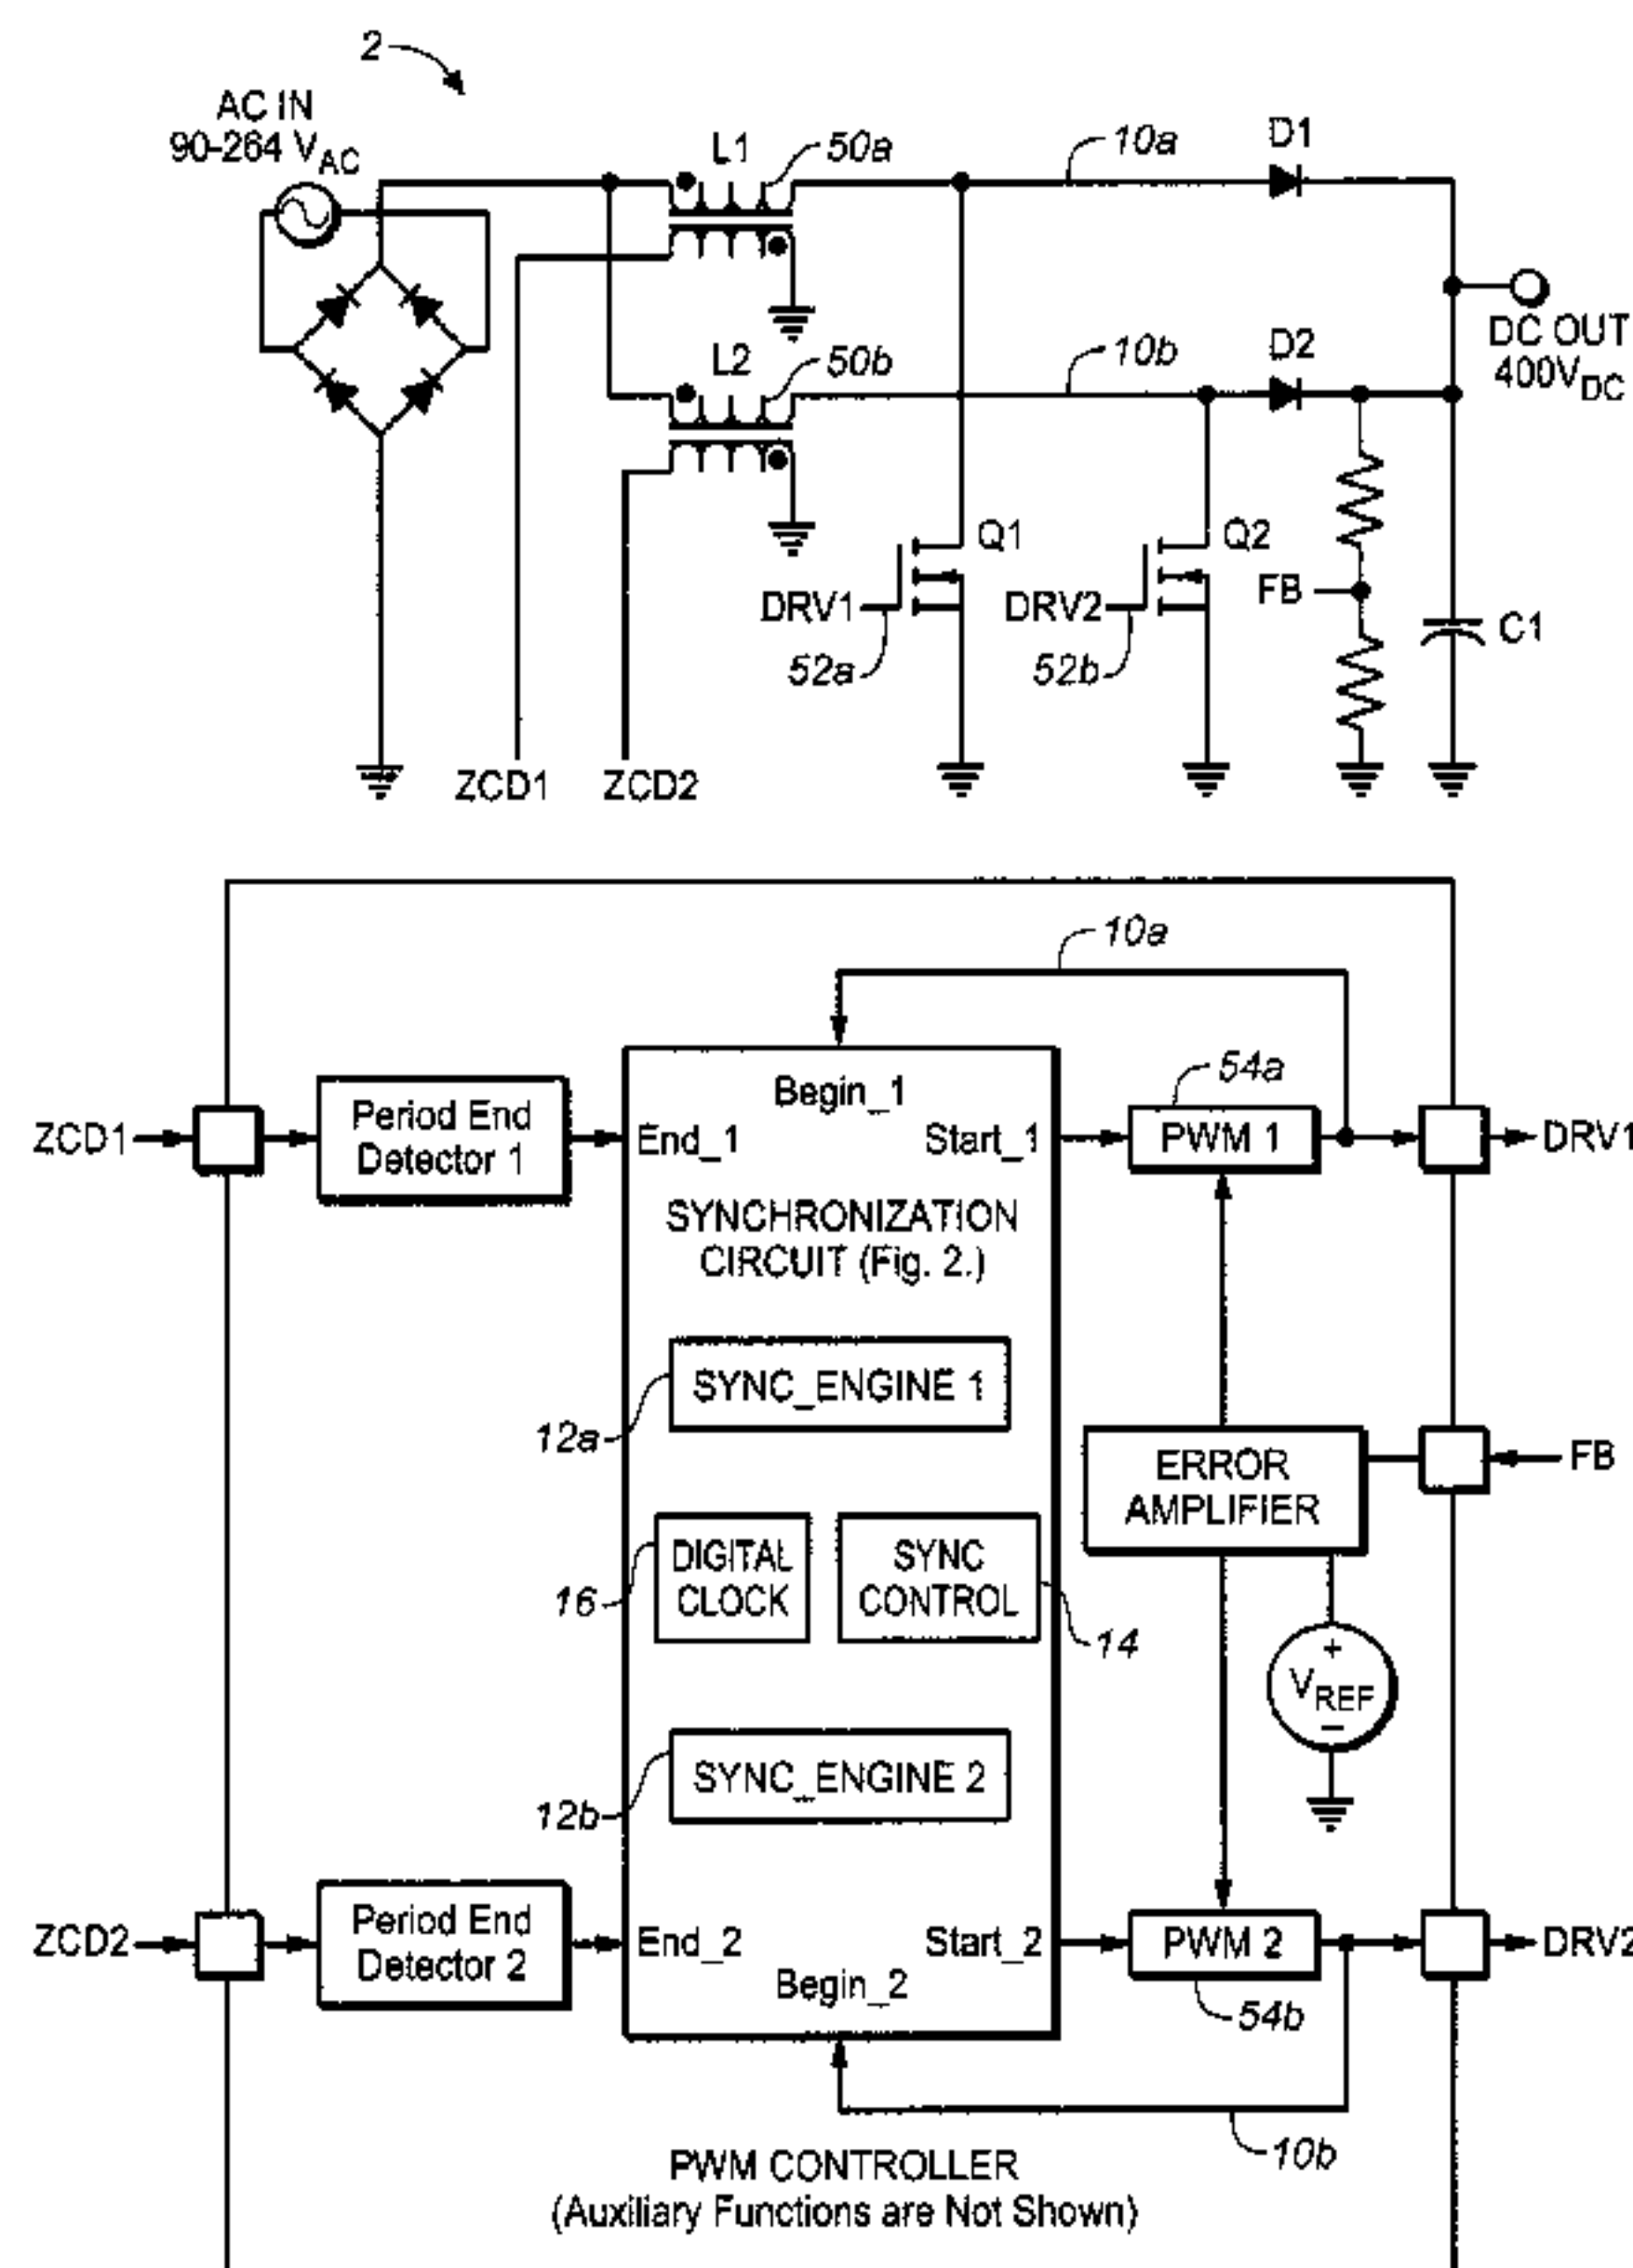 2
AC IN
90-264 VAC
L1
50a
10a
D1
DC OUT
400VDC
L2
50b
10b
D2
Q1
Q2
DRV1
DRV2
FB
C1
52a
52b
ZCD1
ZCD2
10a
Begin_1
54a
ZCD1
Period End
Detector 1
End_1
Start_1
PWM 1
DRV1
SYNCHRONIZATION
CIRCUIT (Fig. 2.)
SYNC_ENGINE 1
12a
ERROR
AMPLIFIER
FB
DIGITAL
CLOCK
SYNC
CONTROL
16
14
+
VREF
–
SYNC_ENGINE 2
12b
ZCD2
Period End
Detector 2
End_2
Start_2
PWM 2
DRV2
Begin_2
54b
10b
PWM CONTROLLER
(Auxiliary Functions are Not Shown)